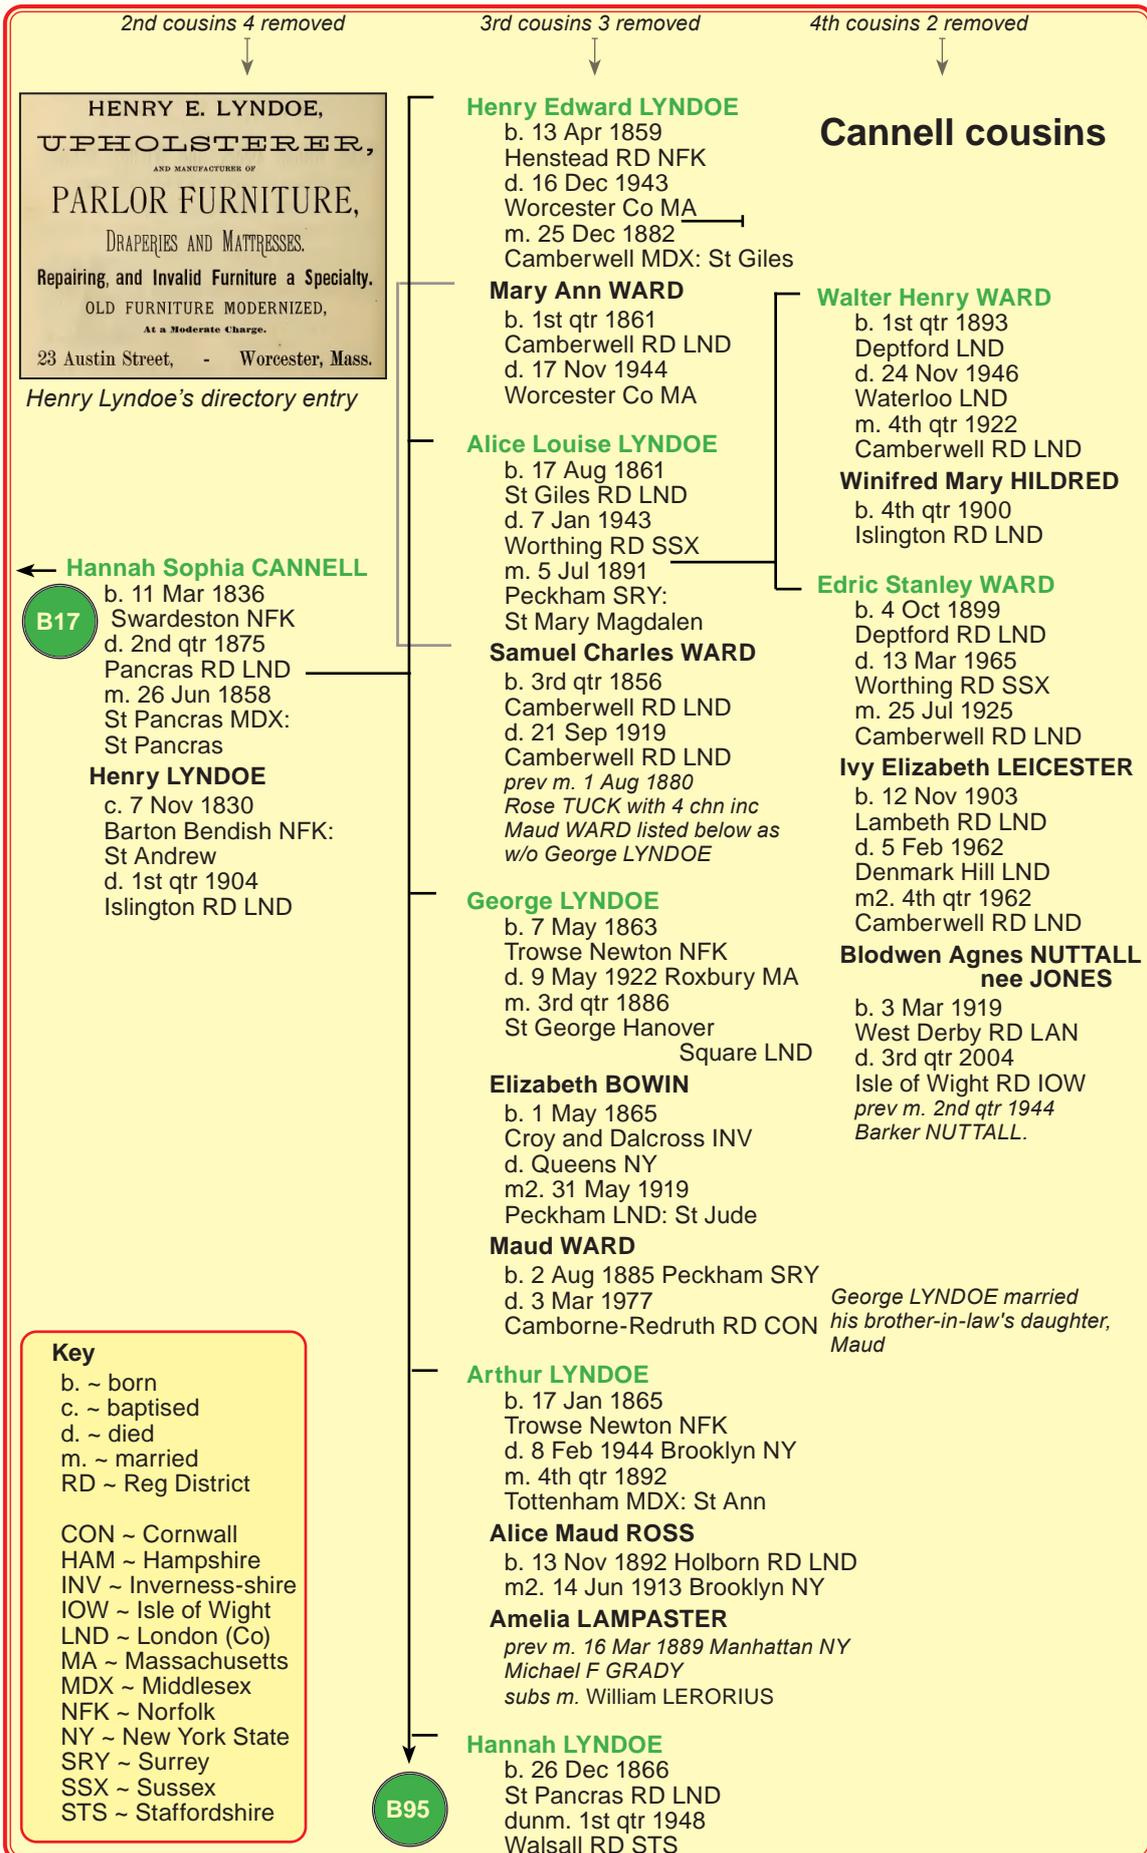 2nd cousins 4 removed
3rd cousins 3 removed
4th cousins 2 removed
HENRY E. LYNDOE,
UPHOLSTERER,
AND MANUFACTURER OF
PARLOR FURNITURE,
DRAPERIES AND MATTRESSES.
Repairing, and Invalid Furniture a Specialty.
OLD FURNITURE MODERNIZED,
At a Moderate Charge.
23 Austin Street, - Worcester, Mass.
Henry Lyndoe's directory entry
Hannah Sophia CANNELL
B17
b. 11 Mar 1836
Swardeston NFK
d. 2nd qtr 1875
Pancras RD LND
m. 26 Jun 1858
St Pancras MDX:
St Pancras
Henry LYNDOE
c. 7 Nov 1830
Barton Bendish NFK:
St Andrew
d. 1st qtr 1904
Islington RD LND
Key
b. ~ born
c. ~ baptised
d. ~ died
m. ~ married
RD ~ Reg District
CON ~ Cornwall
HAM ~ Hampshire
INV ~ Inverness-shire
IOW ~ Isle of Wight
LND ~ London (Co)
MA ~ Massachusetts
MDX ~ Middlesex
NFK ~ Norfolk
NY ~ New York State
SRY ~ Surrey
SSX ~ Sussex
STS ~ Staffordshire
Henry Edward LYNDOE
b. 13 Apr 1859
Henstead RD NFK
d. 16 Dec 1943
Worcester Co MA
m. 25 Dec 1882
Camberwell MDX: St Giles
Mary Ann WARD
b. 1st qtr 1861
Camberwell RD LND
d. 17 Nov 1944
Worcester Co MA
Alice Louise LYNDOE
b. 17 Aug 1861
St Giles RD LND
d. 7 Jan 1943
Worthing RD SSX
m. 5 Jul 1891
Peckham SRY:
St Mary Magdalen
Samuel Charles WARD
b. 3rd qtr 1856
Camberwell RD LND
d. 21 Sep 1919
Camberwell RD LND
prev m. 1 Aug 1880
Rose TUCK with 4 chn inc
Maud WARD listed below as
w/o George LYNDOE
George LYNDOE
b. 7 May 1863
Trowse Newton NFK
d. 9 May 1922 Roxbury MA
m. 3rd qtr 1886
St George Hanover
Square LND
Elizabeth BOWIN
b. 1 May 1865
Croy and Dalcross INV
d. Queens NY
m2. 31 May 1919
Peckham LND: St Jude
Maud WARD
b. 2 Aug 1885 Peckham SRY
d. 3 Mar 1977
Camborne-Redruth RD CON
Arthur LYNDOE
b. 17 Jan 1865
Trowse Newton NFK
d. 8 Feb 1944 Brooklyn NY
m. 4th qtr 1892
Tottenham MDX: St Ann
Alice Maud ROSS
b. 13 Nov 1892 Holborn RD LND
m2. 14 Jun 1913 Brooklyn NY
Amelia LAMPASTER
prev m. 16 Mar 1889 Manhattan NY
Michael F GRADY
subs m. William LERORIUS
Hannah LYNDOE
b. 26 Dec 1866
St Pancras RD LND
dunm. 1st qtr 1948
Walsall RD STS
B95
Cannell cousins
Walter Henry WARD
b. 1st qtr 1893
Deptford LND
d. 24 Nov 1946
Waterloo LND
m. 4th qtr 1922
Camberwell RD LND
Winifred Mary HILDRED
b. 4th qtr 1900
Islington RD LND
Edric Stanley WARD
b. 4 Oct 1899
Deptford RD LND
d. 13 Mar 1965
Worthing RD SSX
m. 25 Jul 1925
Camberwell RD LND
Ivy Elizabeth LEICESTER
b. 12 Nov 1903
Lambeth RD LND
d. 5 Feb 1962
Denmark Hill LND
m2. 4th qtr 1962
Camberwell RD LND
Blodwen Agnes NUTTALL
nee JONES
b. 3 Mar 1919
West Derby RD LAN
d. 3rd qtr 2004
Isle of Wight RD IOW
prev m. 2nd qtr 1944
Barker NUTTALL.
George LYNDOE married
his brother-in-law's daughter,
Maud